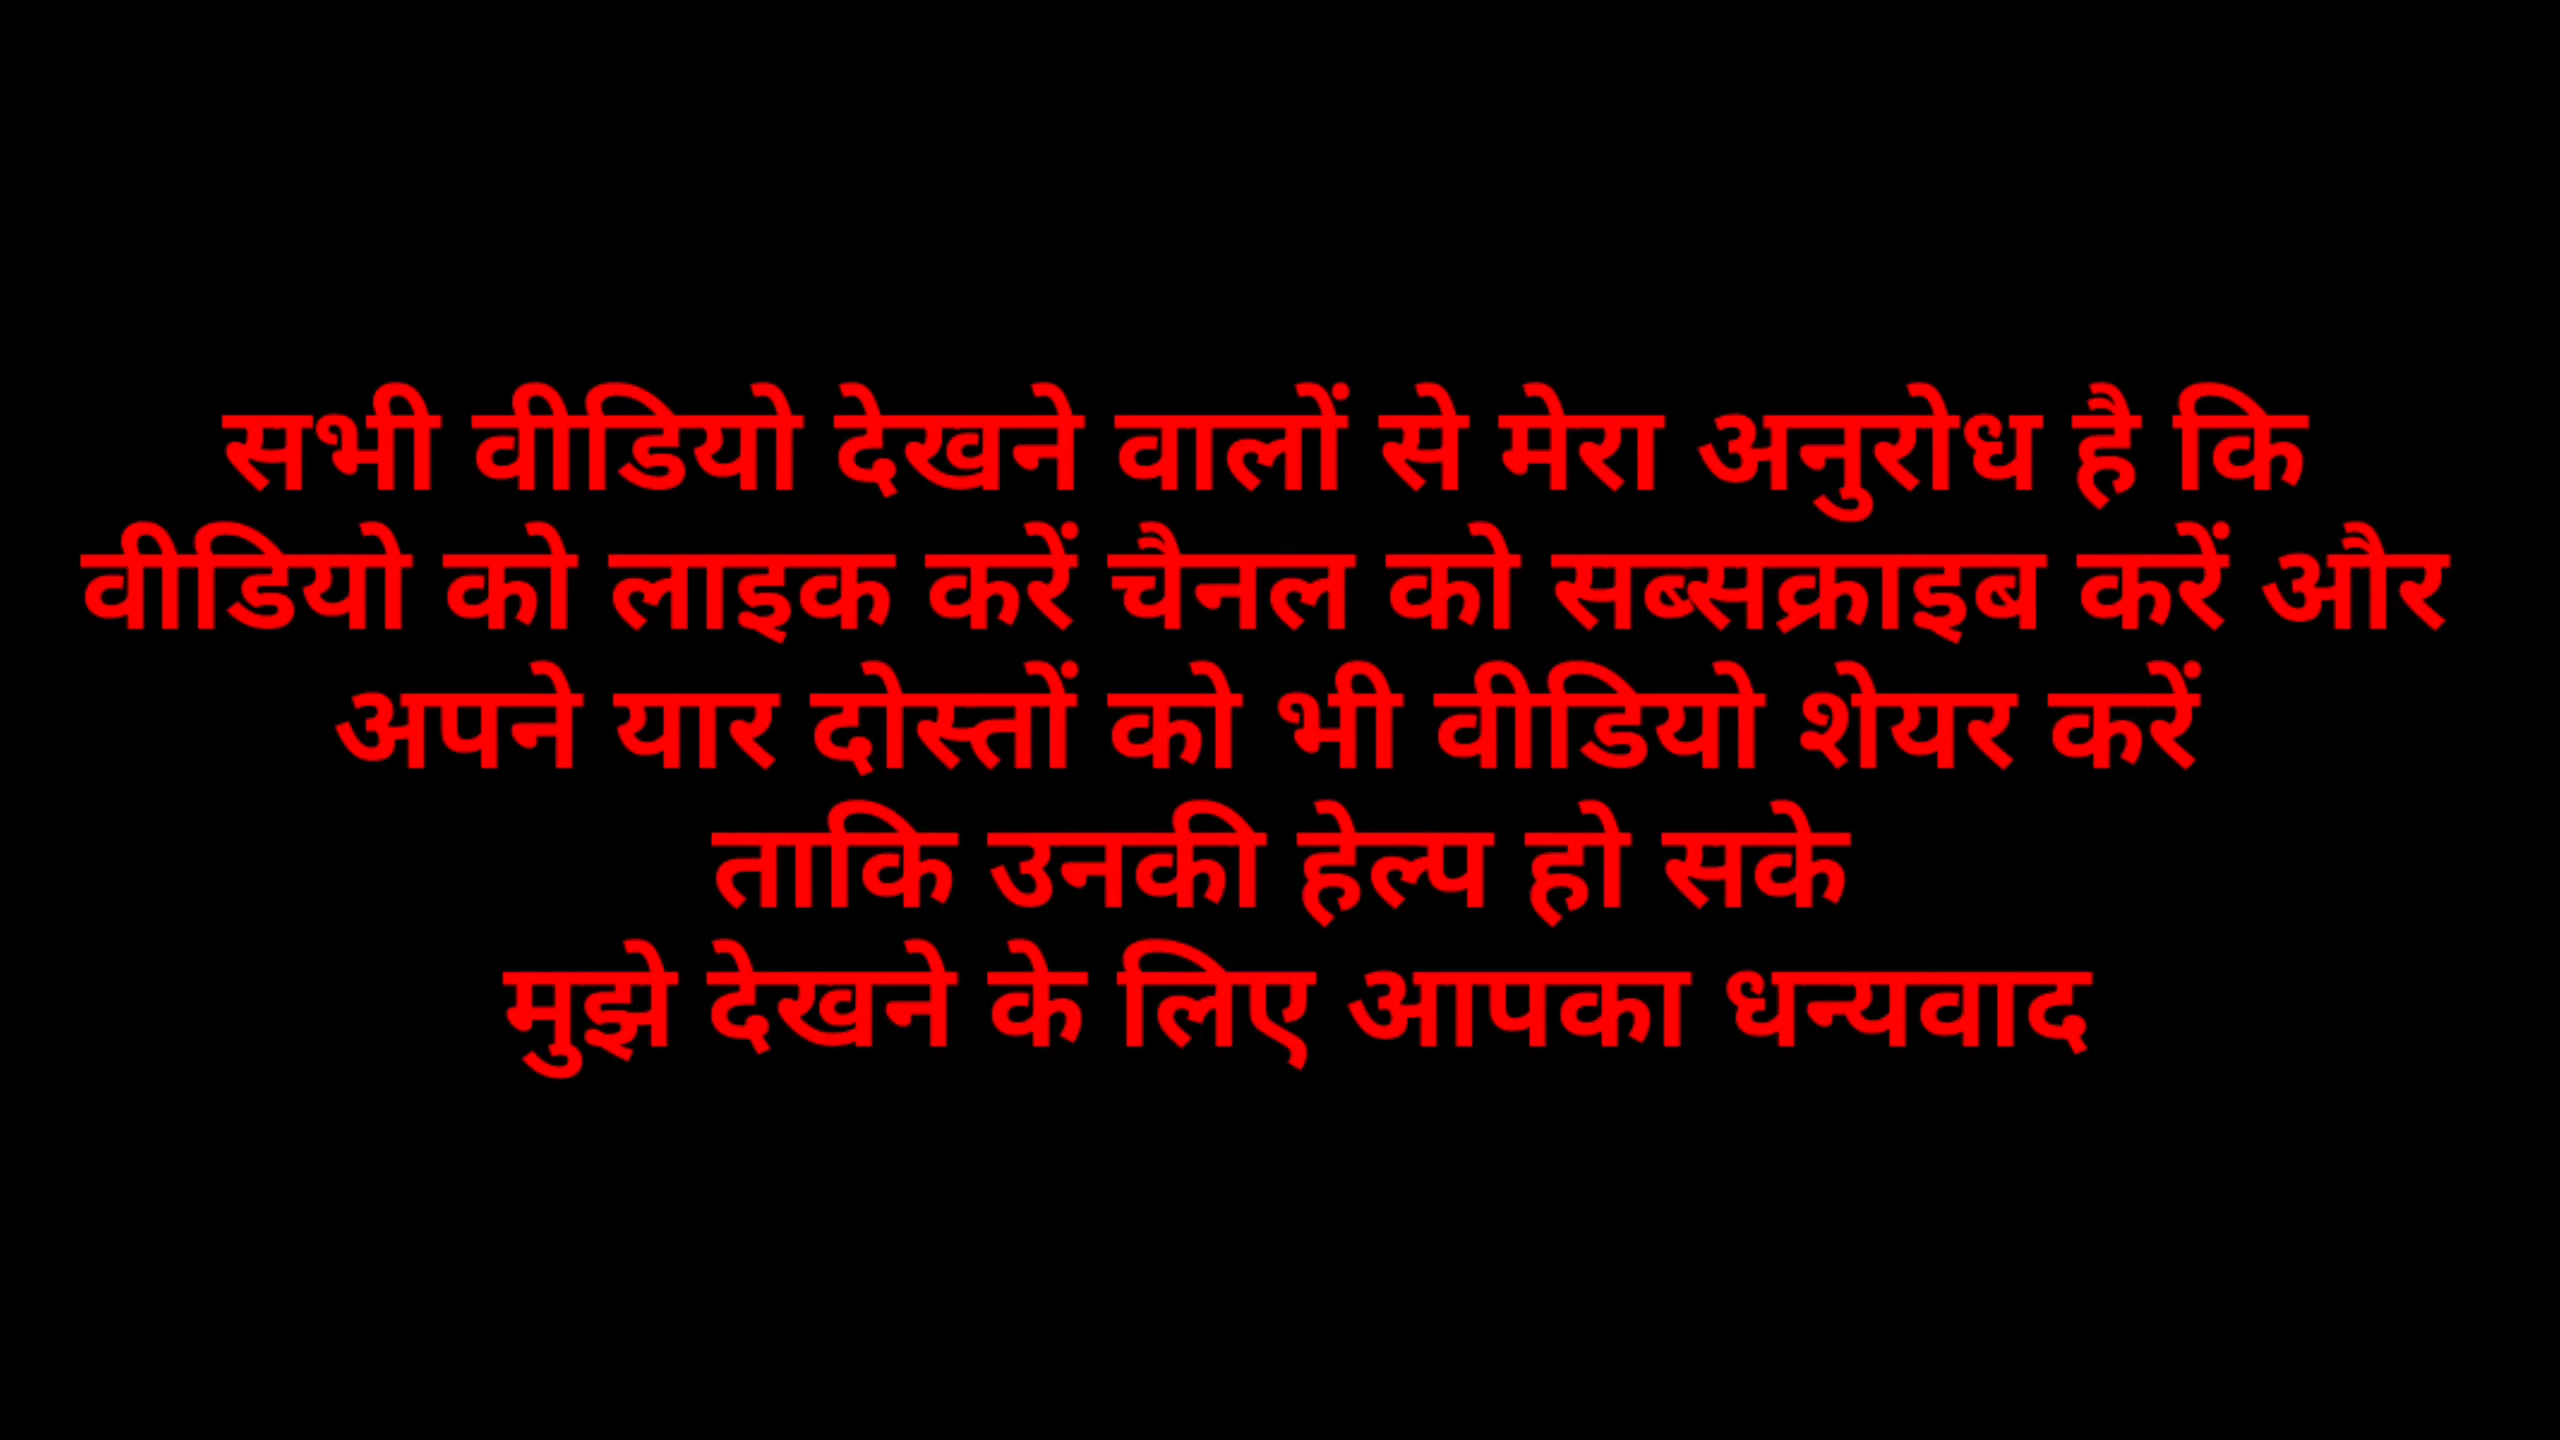 सभी वीडियो देखने वालों से मेरा अनुरोध है कि
वीडियो को लाइक करें चैनल को सब्सक्राइब करें और
अपने यार दोस्तों को भी वीडियो शेयर करें
ताकि उनकी हेल्प हो सके
मुझे देखने के लिए आपका धन्यवाद